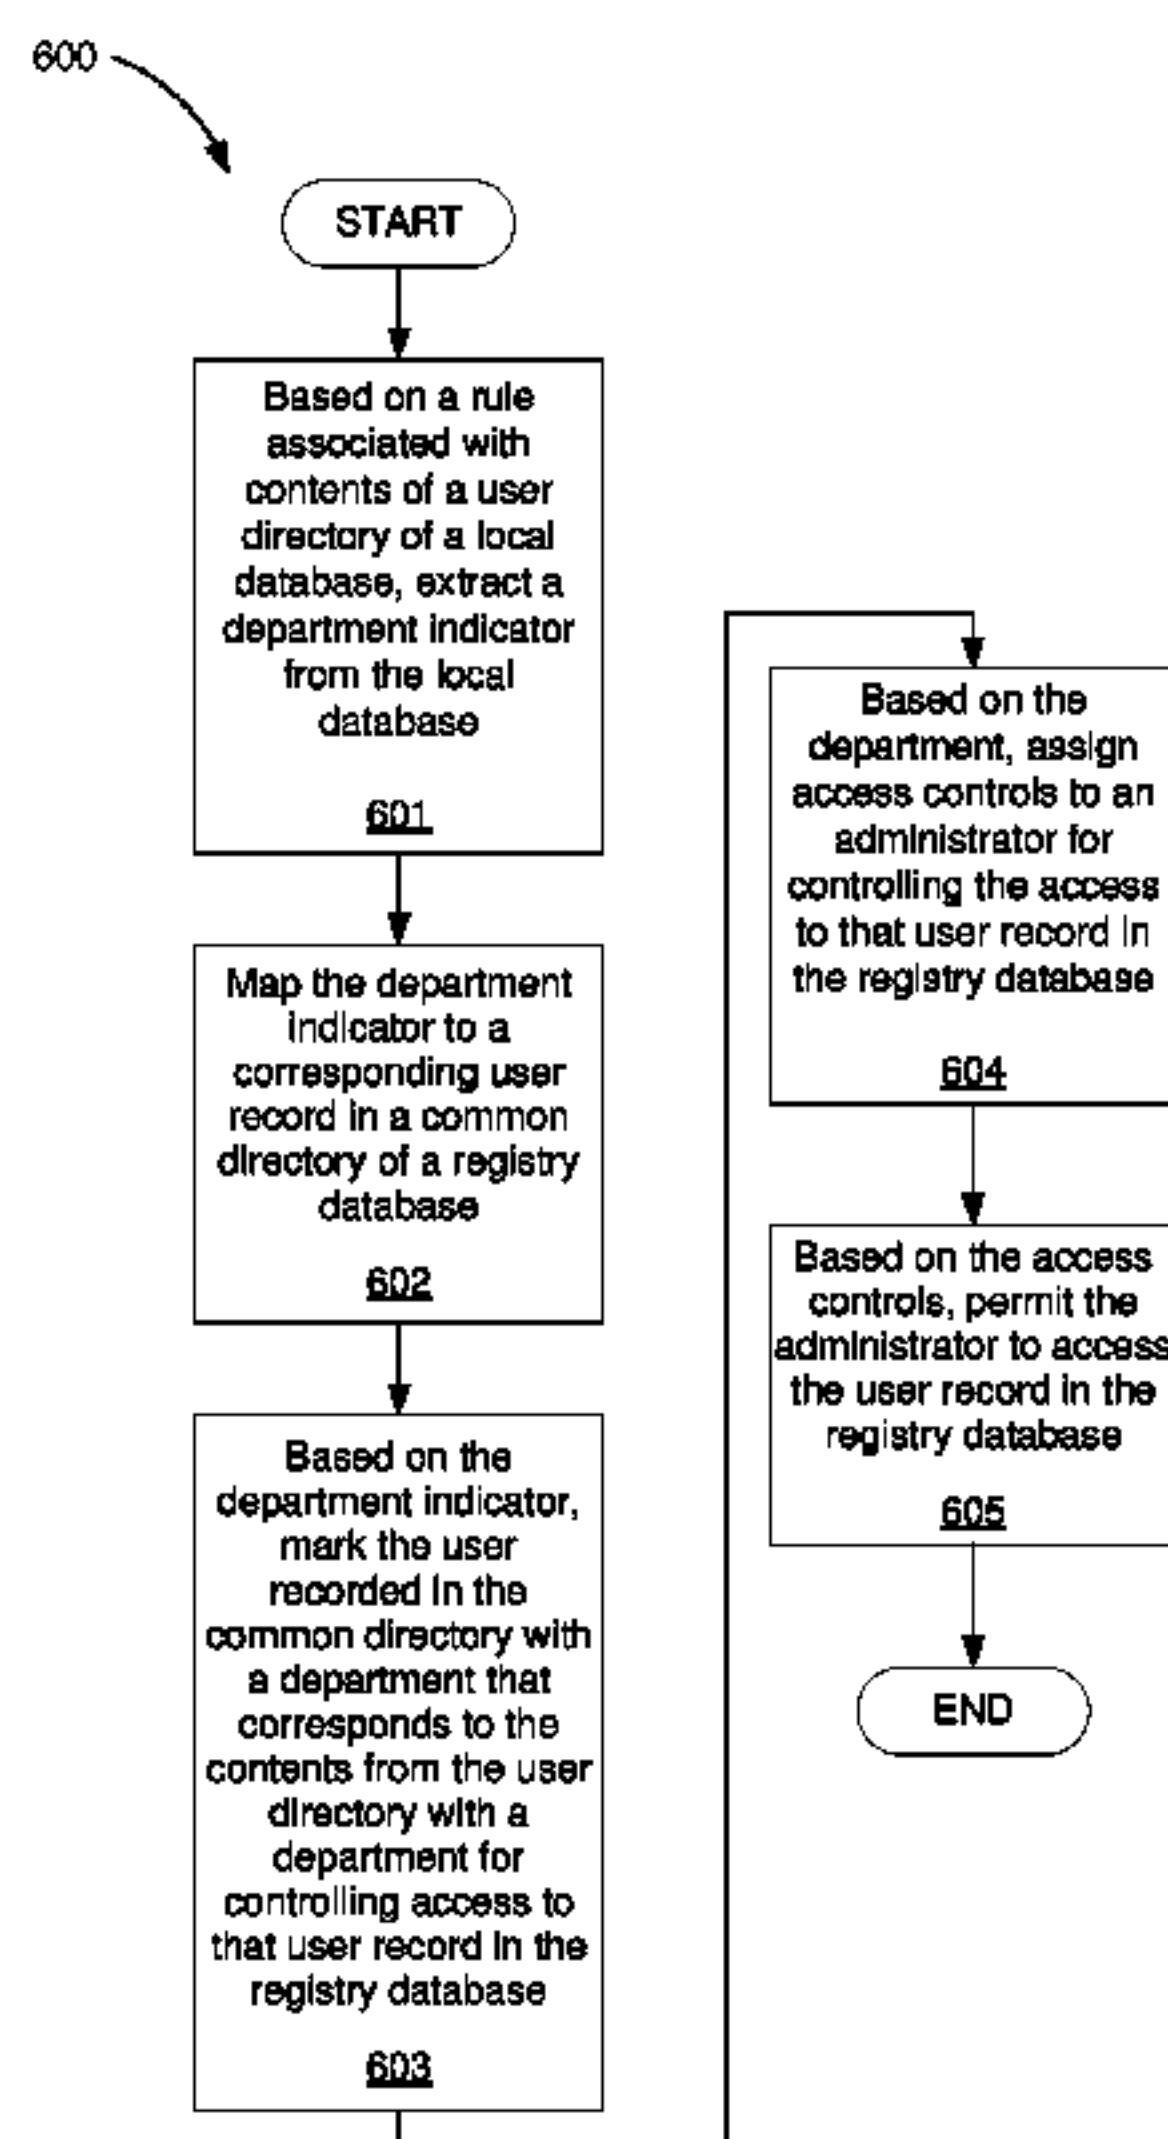 600
START
Based on a rule
associated with
contents of a user
directory of a local
database, extract a
department indicator
from the local
database
601
Map the department
indicator to a
corresponding user
record in a common
directory of a registry
database
602
Based on the
department indicator,
mark the user
recorded in the
common directory with
a department that
corresponds to the
contents from the user
directory with a
department for
controlling access to
that user record in the
registry database
603
Based on the
department, assign
access controls to an
administrator for
controlling the access
to that user record in
the registry database
604
Based on the access
controls, permit the
administrator to access
the user record in the
registry database
605
END